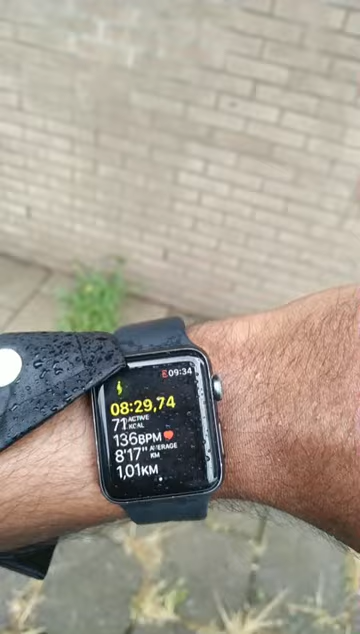 09:34
08:29,74
71 ACTIVE KCAL
136BPM
8'17" AVERAGE KM
1,01KM